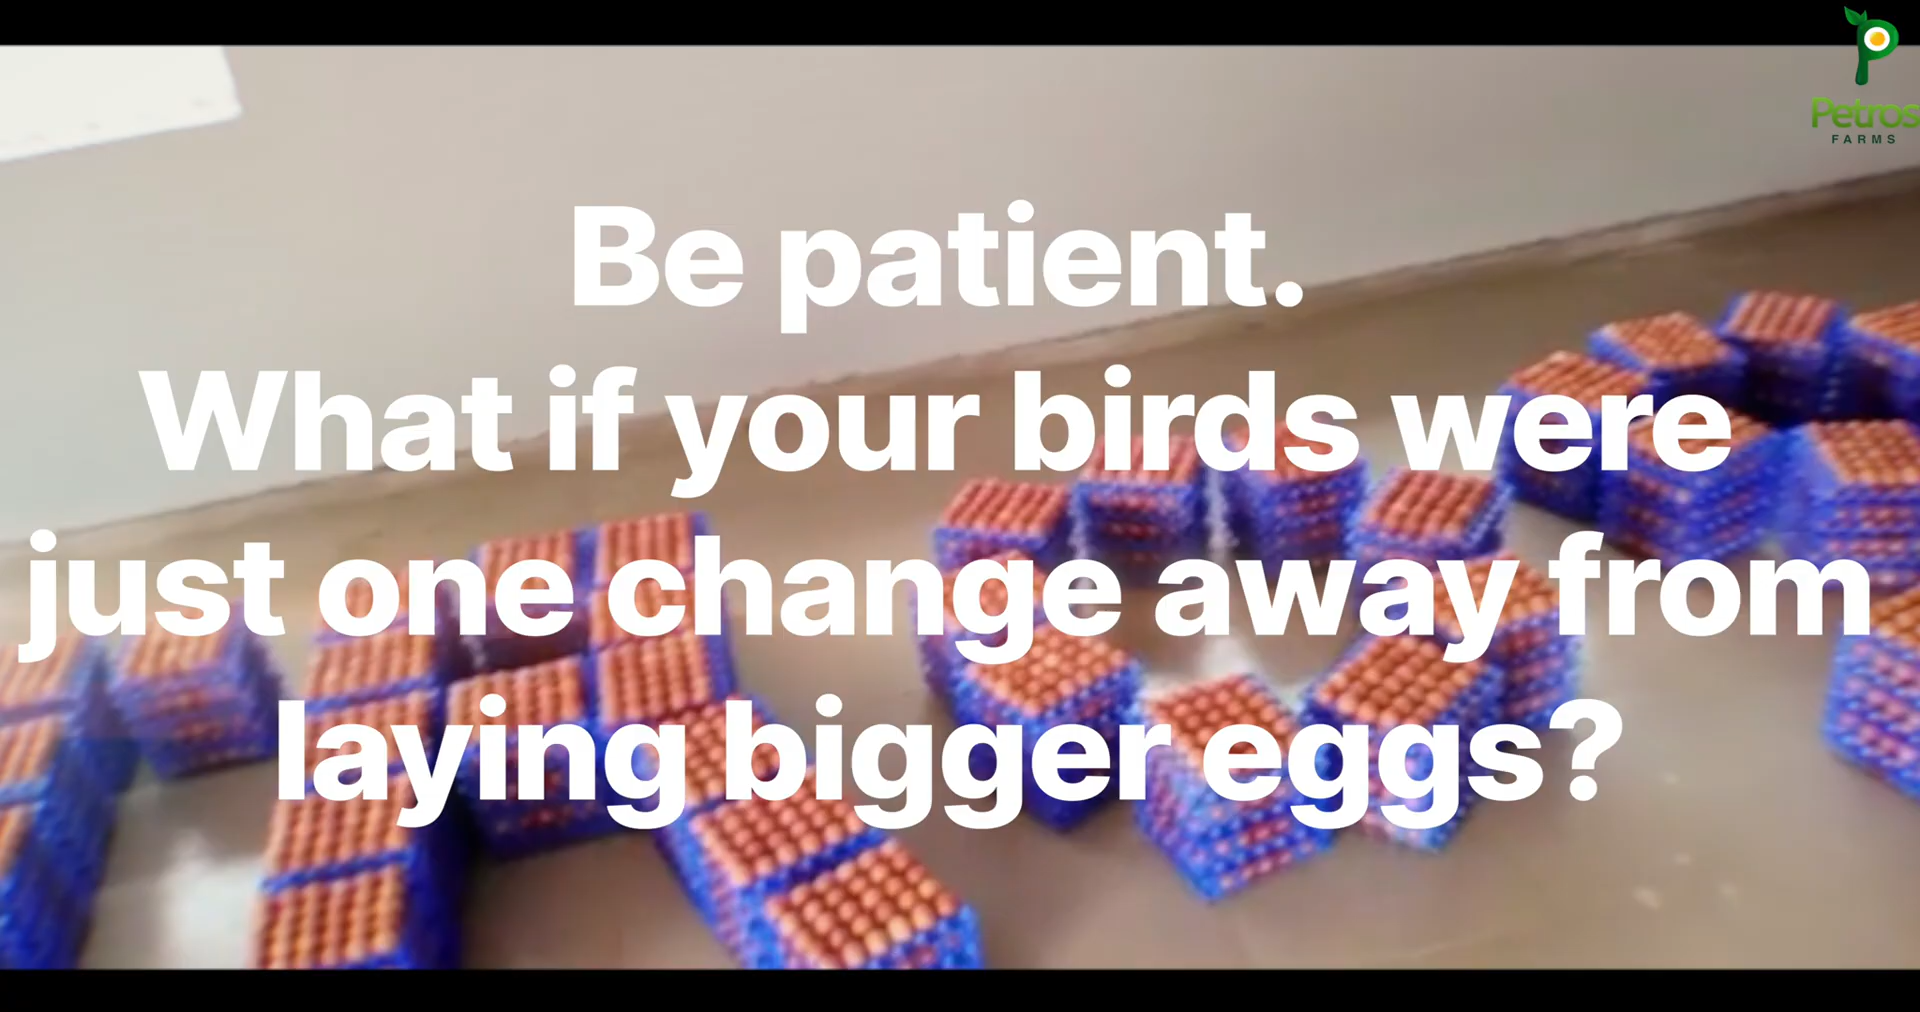 Petros
FARMS
Be patient.
What if your birds were
just one change away from
laying bigger eggs?